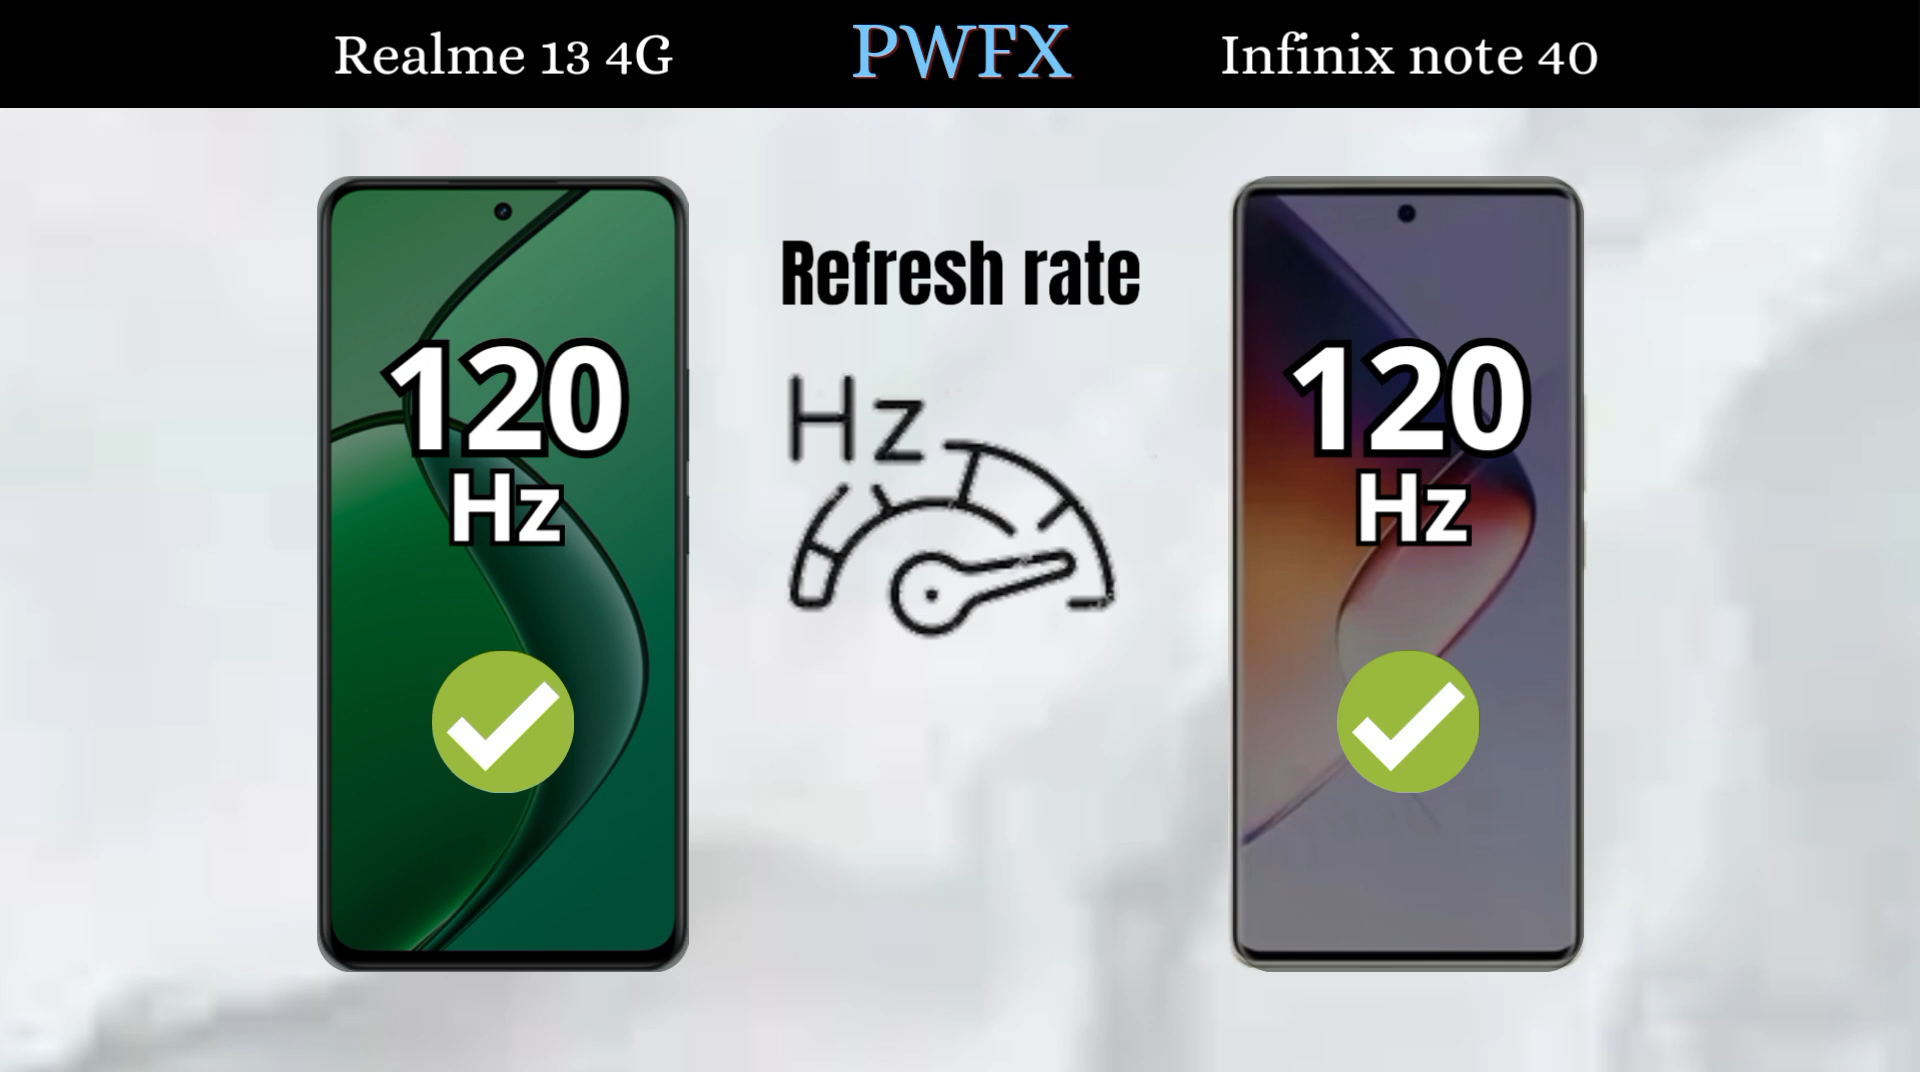 Realme 13 4G
PWFX
Infinix note 40
Refresh rate
120
Hz
Hz
120
Hz